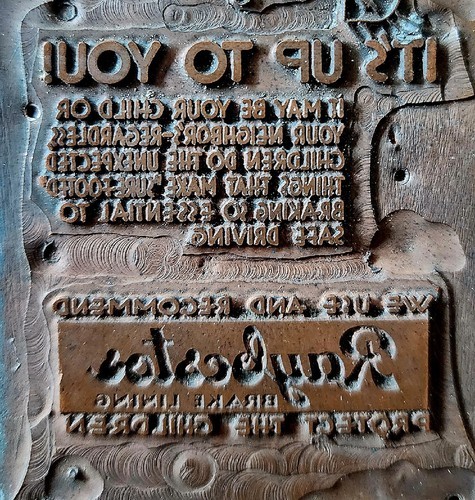 IT'S UP TO YOU!
IT MAY BE YOUR CHILD OR
YOUR NEIGHBOR'S-REGARDLESS,
CHILDREN DO THE UNEXPECTED
THINGS THAT MAKE "SURE-FOOTED"
BRAKING SO ESSENTIAL TO
SAFE DRIVING
WE USE AND RECOMMEND
Raybestos
BRAKE LINING
PROTECT THE CHILDREN